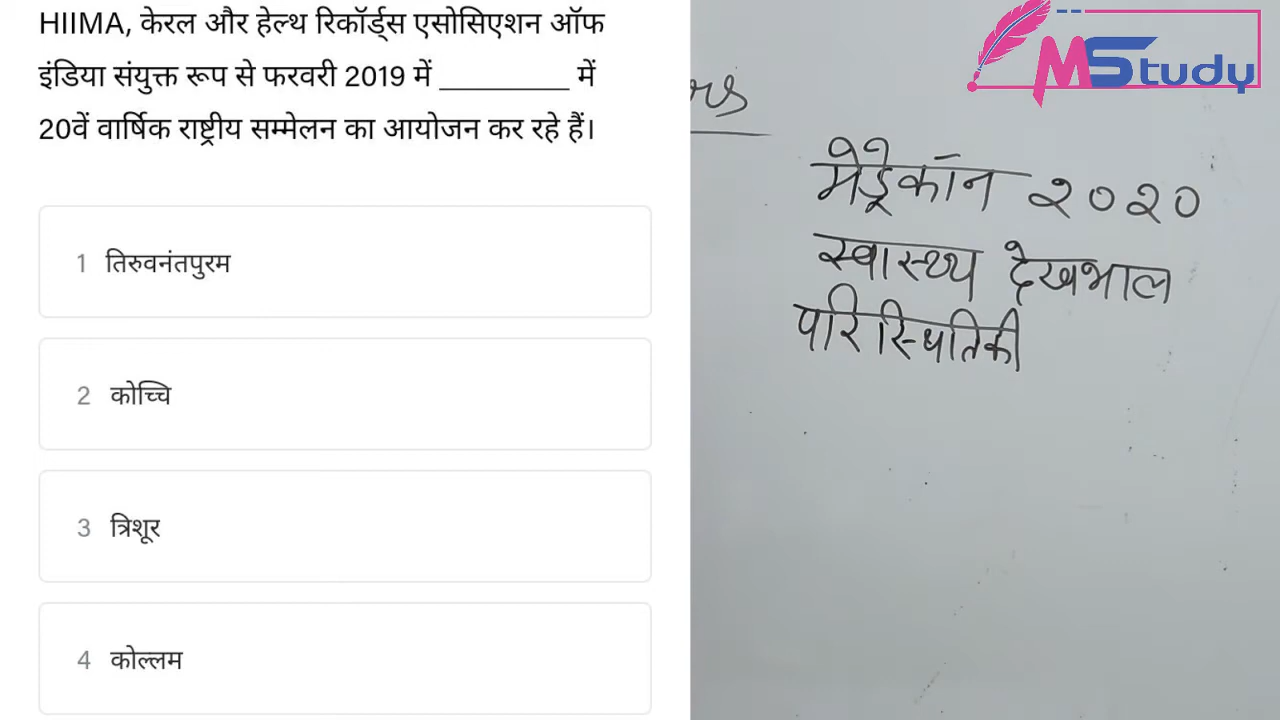 HIIMA, केरल और हेल्थ रिकॉर्ड्स एसोसिएशन ऑफ
इंडिया संयुक्त रूप से फरवरी 2019 में _________ में
20वें वार्षिक राष्ट्रीय सम्मेलन का आयोजन कर रहे हैं।
1 तिरुवनंतपुरम
2 कोच्चि
3 त्रिशूर
4 कोल्लम
MStudy
मेड्रेकॉन २०२०
स्वास्थ्य देखभाल
परिस्थितिकी